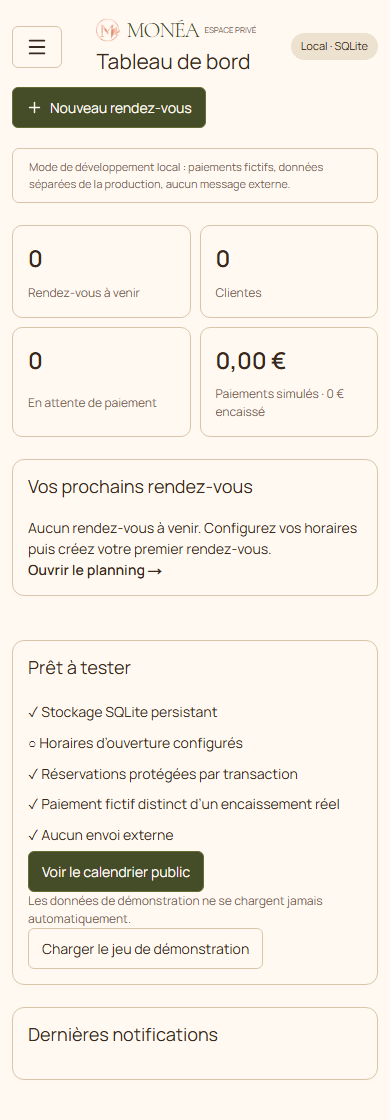 MONÉA ESPACE PRIVÉ
Tableau de bord
Local · SQLite
+ Nouveau rendez-vous
Mode de développement local : paiements fictifs, données
séparées de la production, aucun message externe.
0
Rendez-vous à venir
0
Clientes
0
En attente de paiement
0,00 €
Paiements simulés · 0 €
encaissé
Vos prochains rendez-vous
Aucun rendez-vous à venir. Configurez vos horaires
puis créez votre premier rendez-vous.
Ouvrir le planning →
Prêt à tester
✓ Stockage SQLite persistant
○ Horaires d'ouverture configurés
✓ Réservations protégées par transaction
✓ Paiement fictif distinct d'un encaissement réel
✓ Aucun envoi externe
Voir le calendrier public
Les données de démonstration ne se chargent jamais
automatiquement.
Charger le jeu de démonstration
Dernières notifications